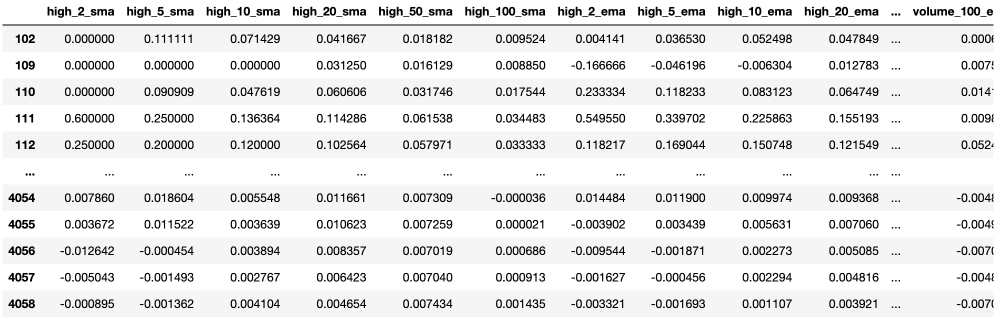 high_2_sma high_5_sma high_10_sma high_20_sma high_50_sma high_100_sma high_2_ema high_5_ema high_10_ema high_20_ema ... volume_100_e
102 0.000000 0.111111 0.071429 0.041667 0.018182 0.009524 0.004141 0.036530 0.052498 0.047849 ... 0.000
109 0.000000 0.000000 0.000000 0.031250 0.016129 0.008850 -0.166666 -0.046196 -0.006304 0.012783 ... 0.007
110 0.000000 0.090909 0.047619 0.060606 0.031746 0.017544 0.233334 0.118233 0.083123 0.064749 ... 0.014
111 0.600000 0.250000 0.136364 0.114286 0.061538 0.034483 0.549550 0.339702 0.225863 0.155193 ... 0.009
112 0.250000 0.200000 0.120000 0.102564 0.057971 0.033333 0.118217 0.169044 0.150748 0.121549 ... 0.052
... ... ... ... ... ... ... ... ... ... ... ...
4054 0.007860 0.018604 0.005548 0.011661 0.007309 -0.000036 0.014484 0.011900 0.009974 0.009368 ... -0.004
4055 0.003672 0.011522 0.003639 0.010623 0.007259 0.000021 -0.003902 0.003439 0.005631 0.007060 ... -0.004
4056 -0.012642 -0.000454 0.003894 0.008357 0.007019 0.000686 -0.009544 -0.001871 0.002273 0.005085 ... -0.007
4057 -0.005043 -0.001493 0.002767 0.006423 0.007040 0.000913 -0.001627 -0.000456 0.002294 0.004816 ... -0.004
4058 -0.000895 -0.001362 0.004104 0.004654 0.007434 0.001435 -0.003321 -0.001693 0.001107 0.003921 ... -0.007